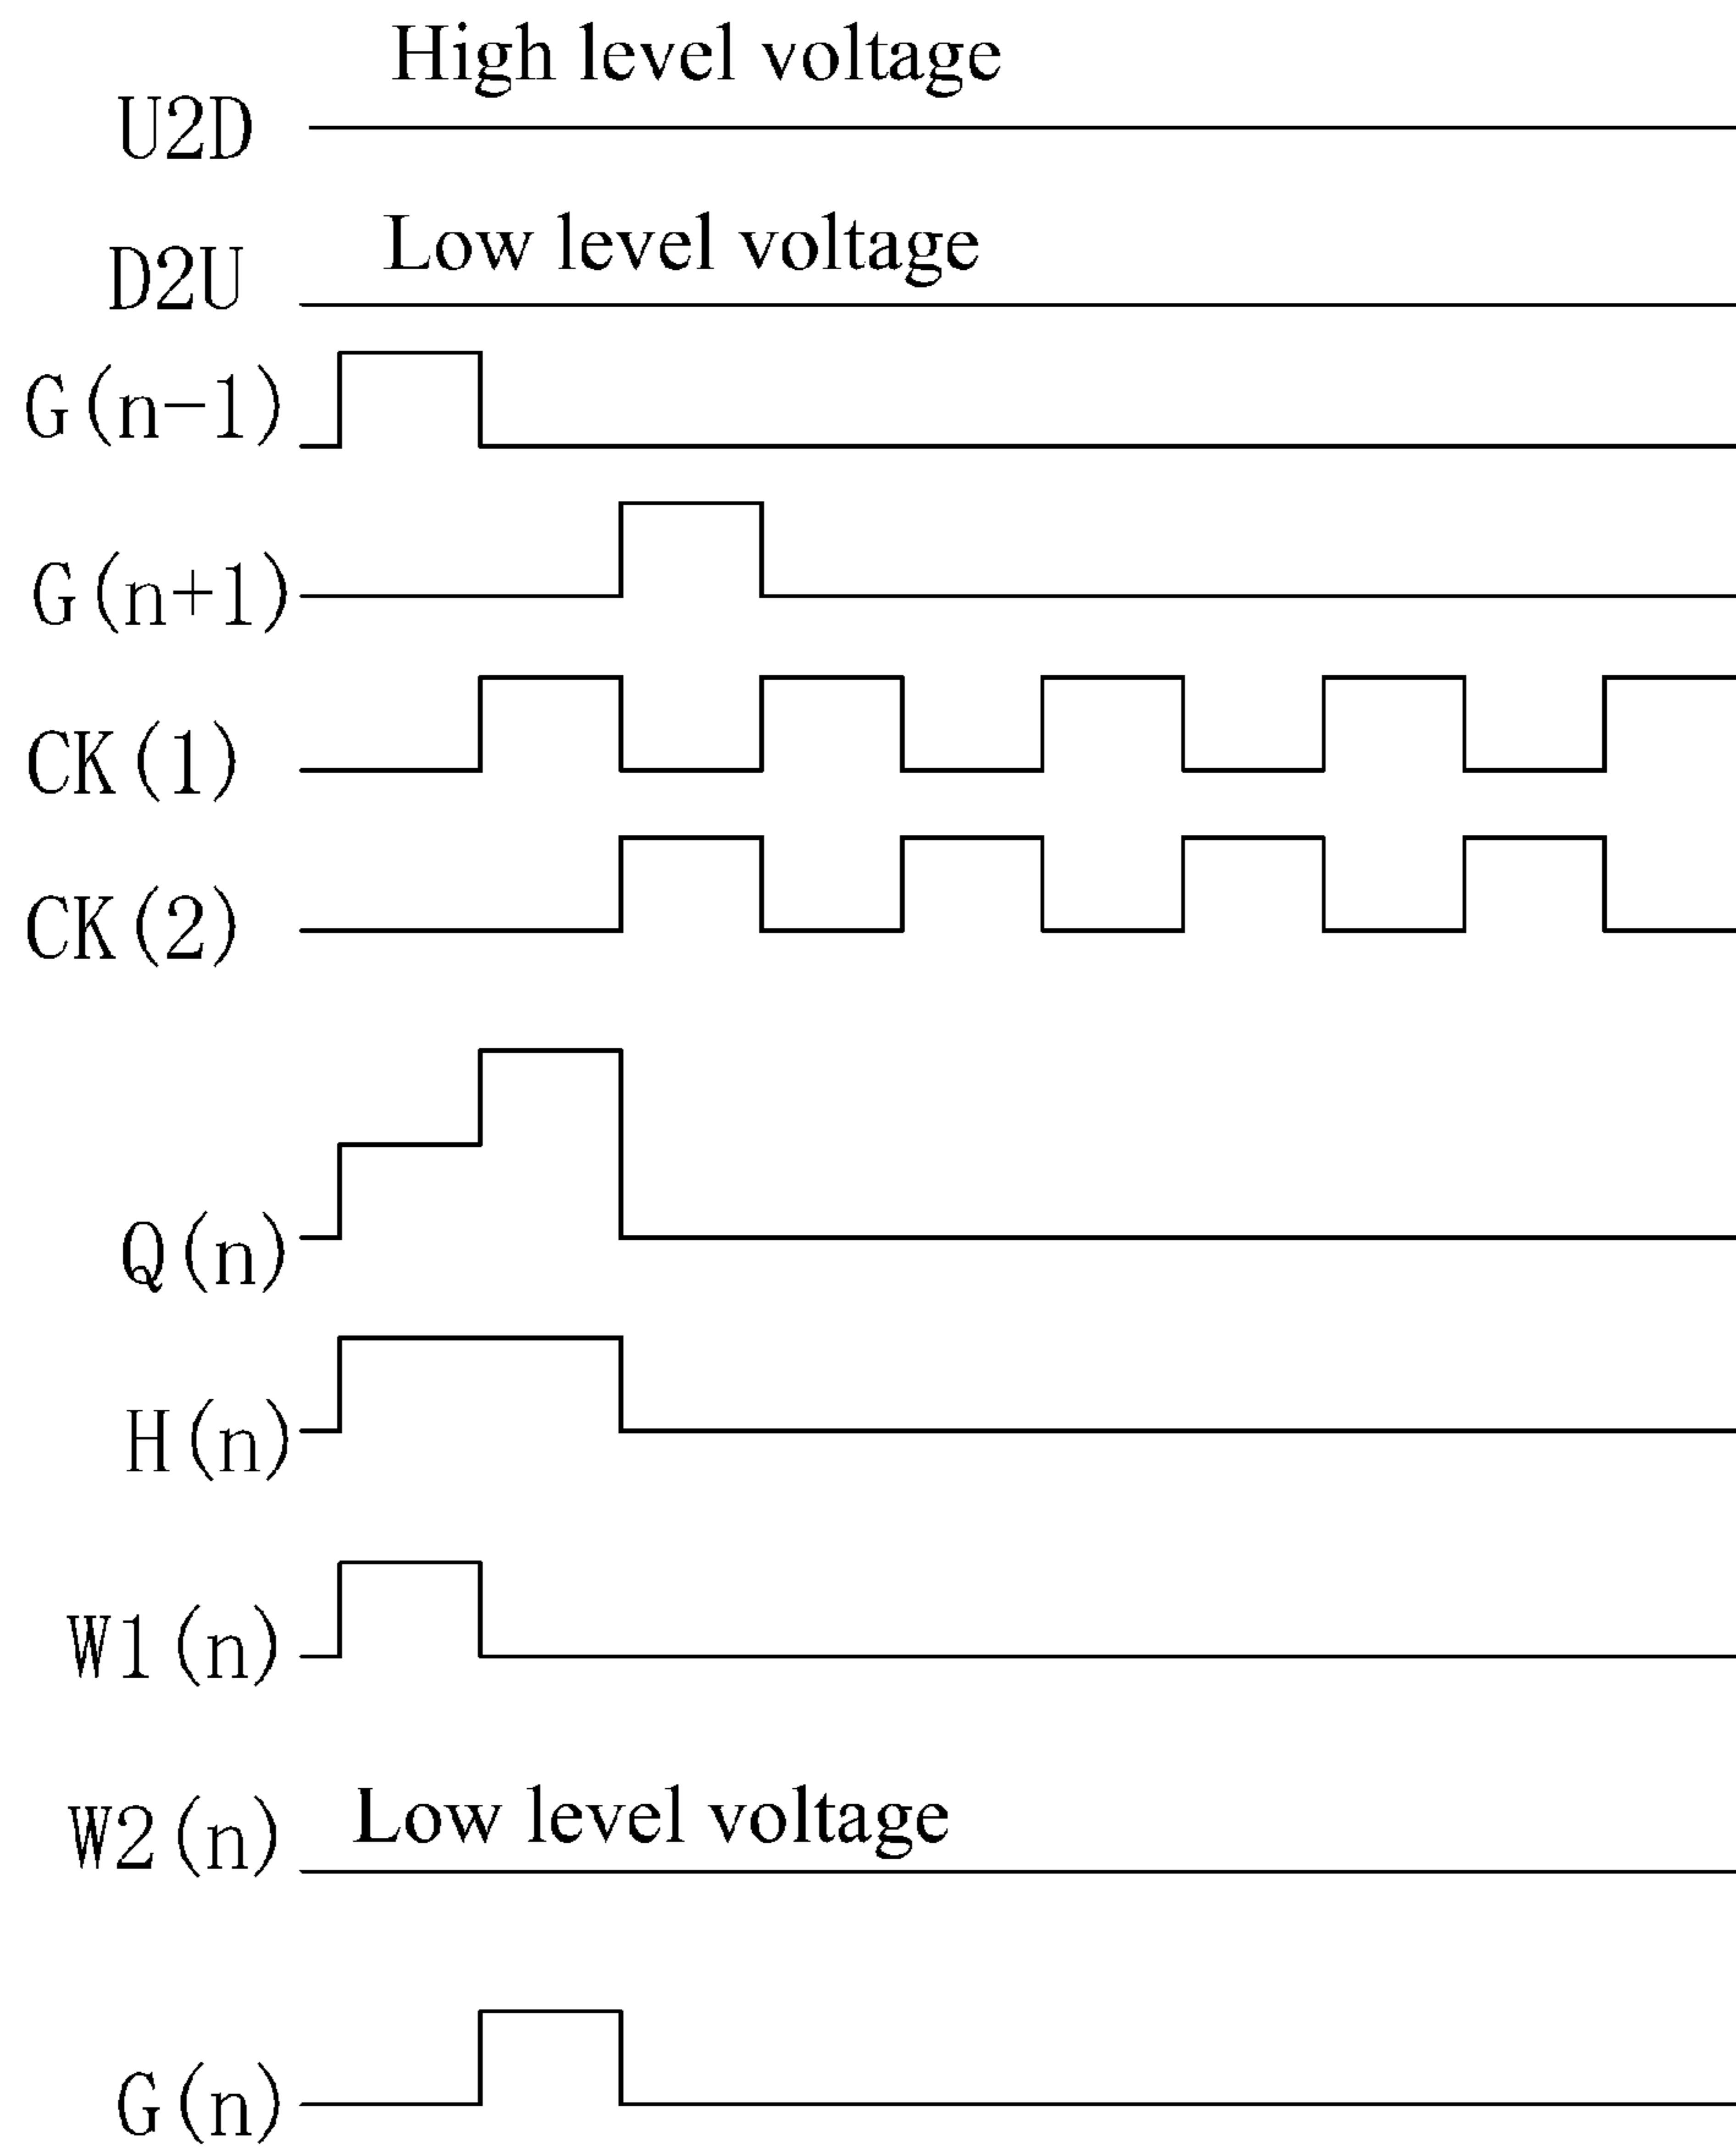 High level voltage
U2D
Low level voltage
D2U
G(n-1)
G(n+1)
CK(1)
CK(2)
Q(n)
H(n)
W1(n)
Low level voltage
W2(n)
G(n)